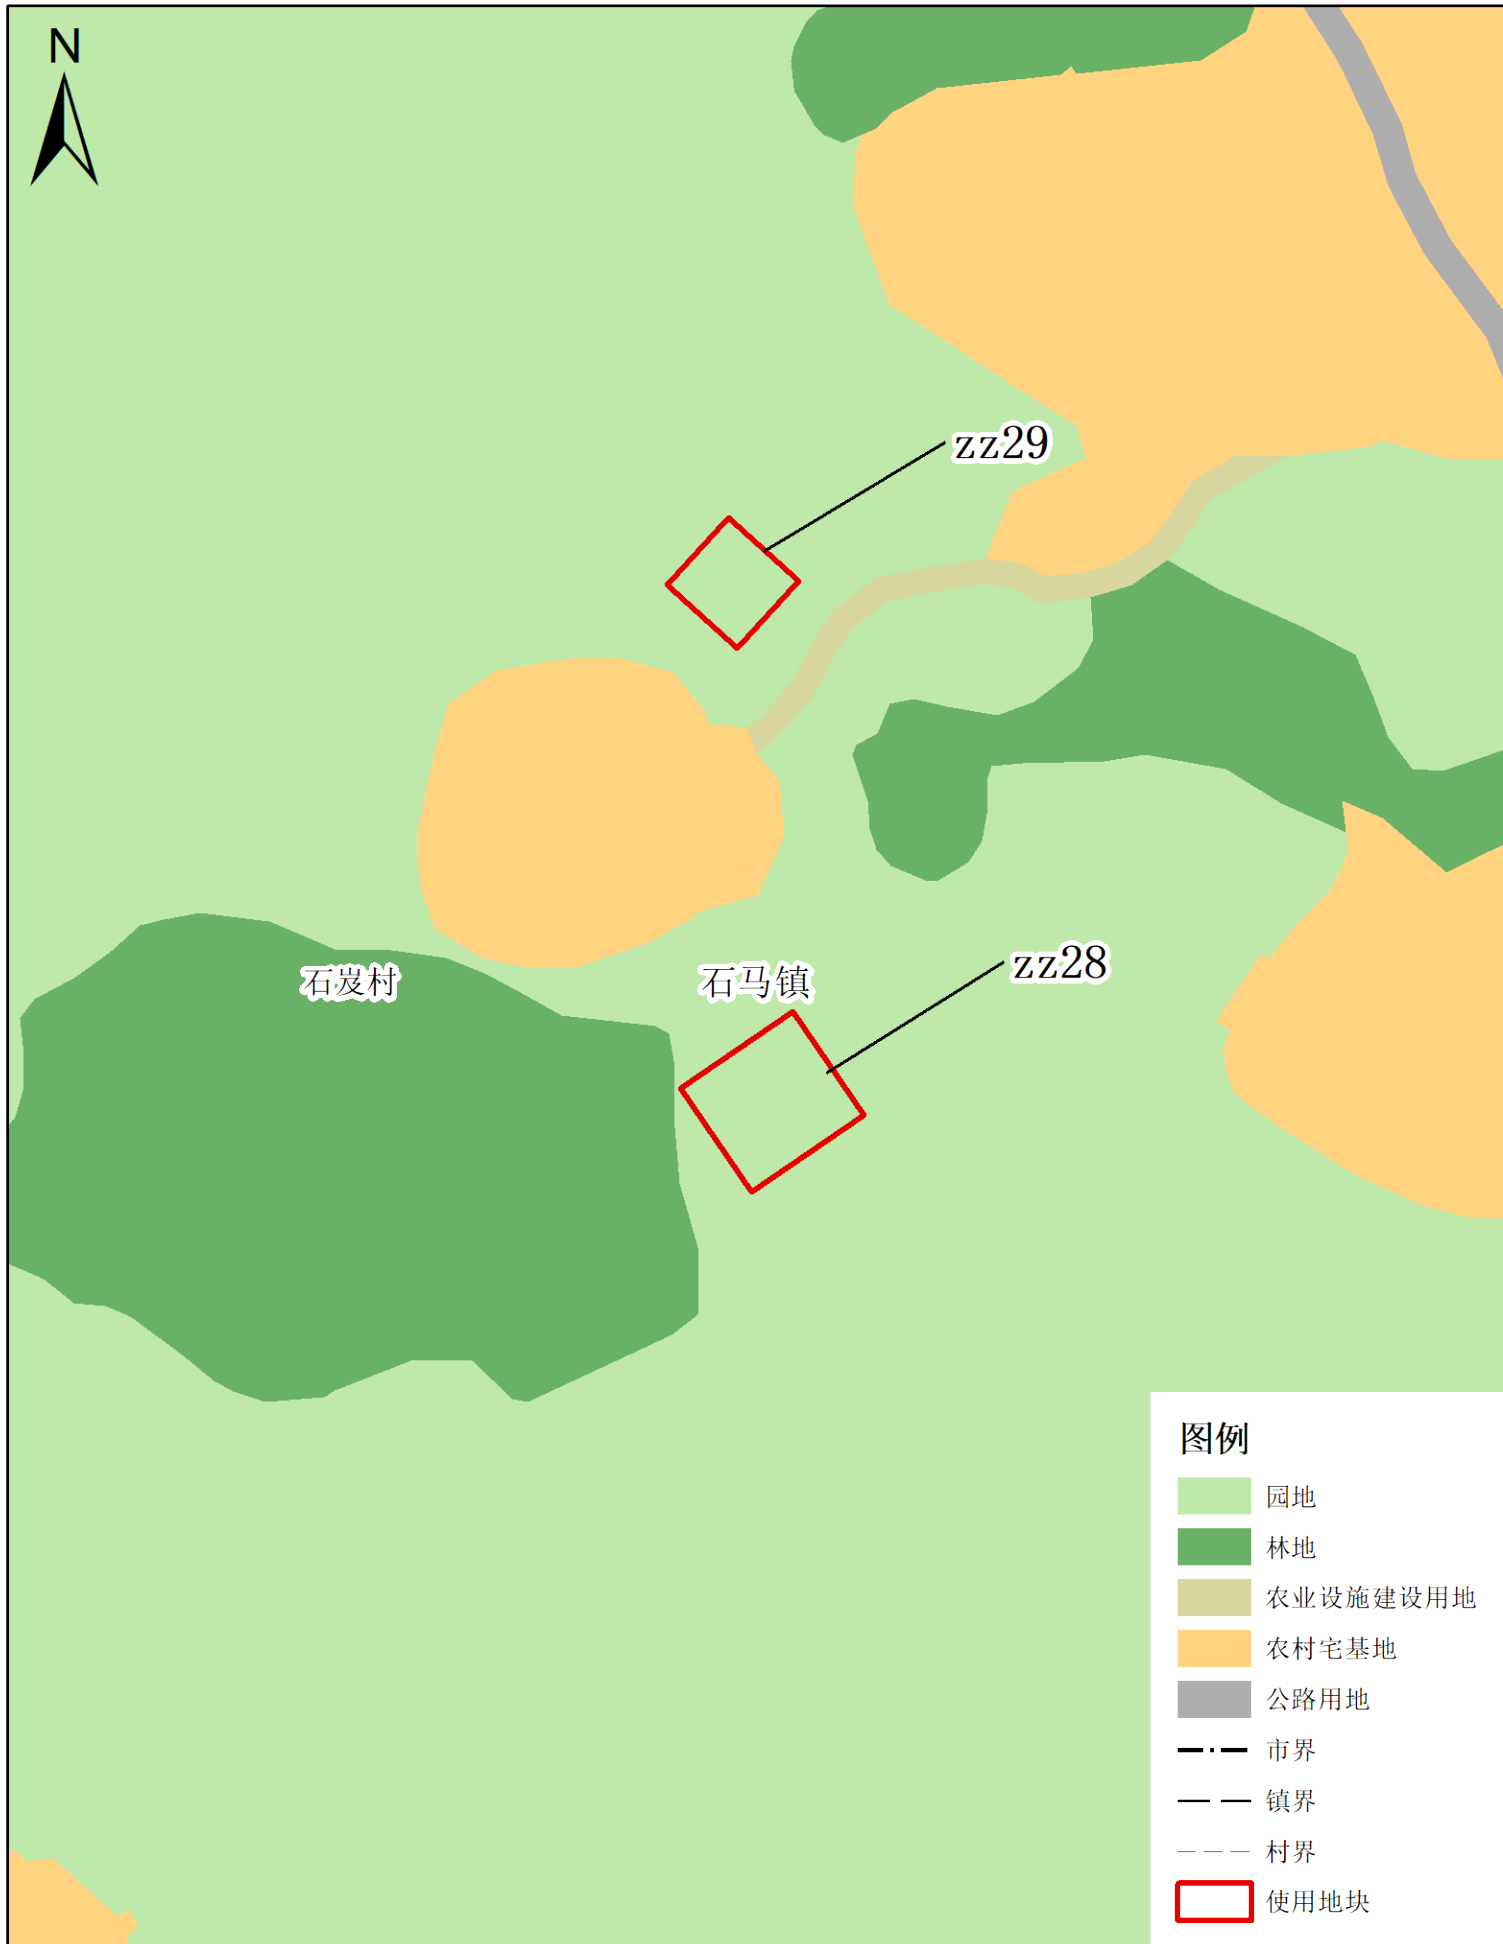 N
zz29
石岌村
石马镇
zz28
图例
园地
林地
农业设施建设用地
农村宅基地
公路用地
市界
镇界
村界
使用地块